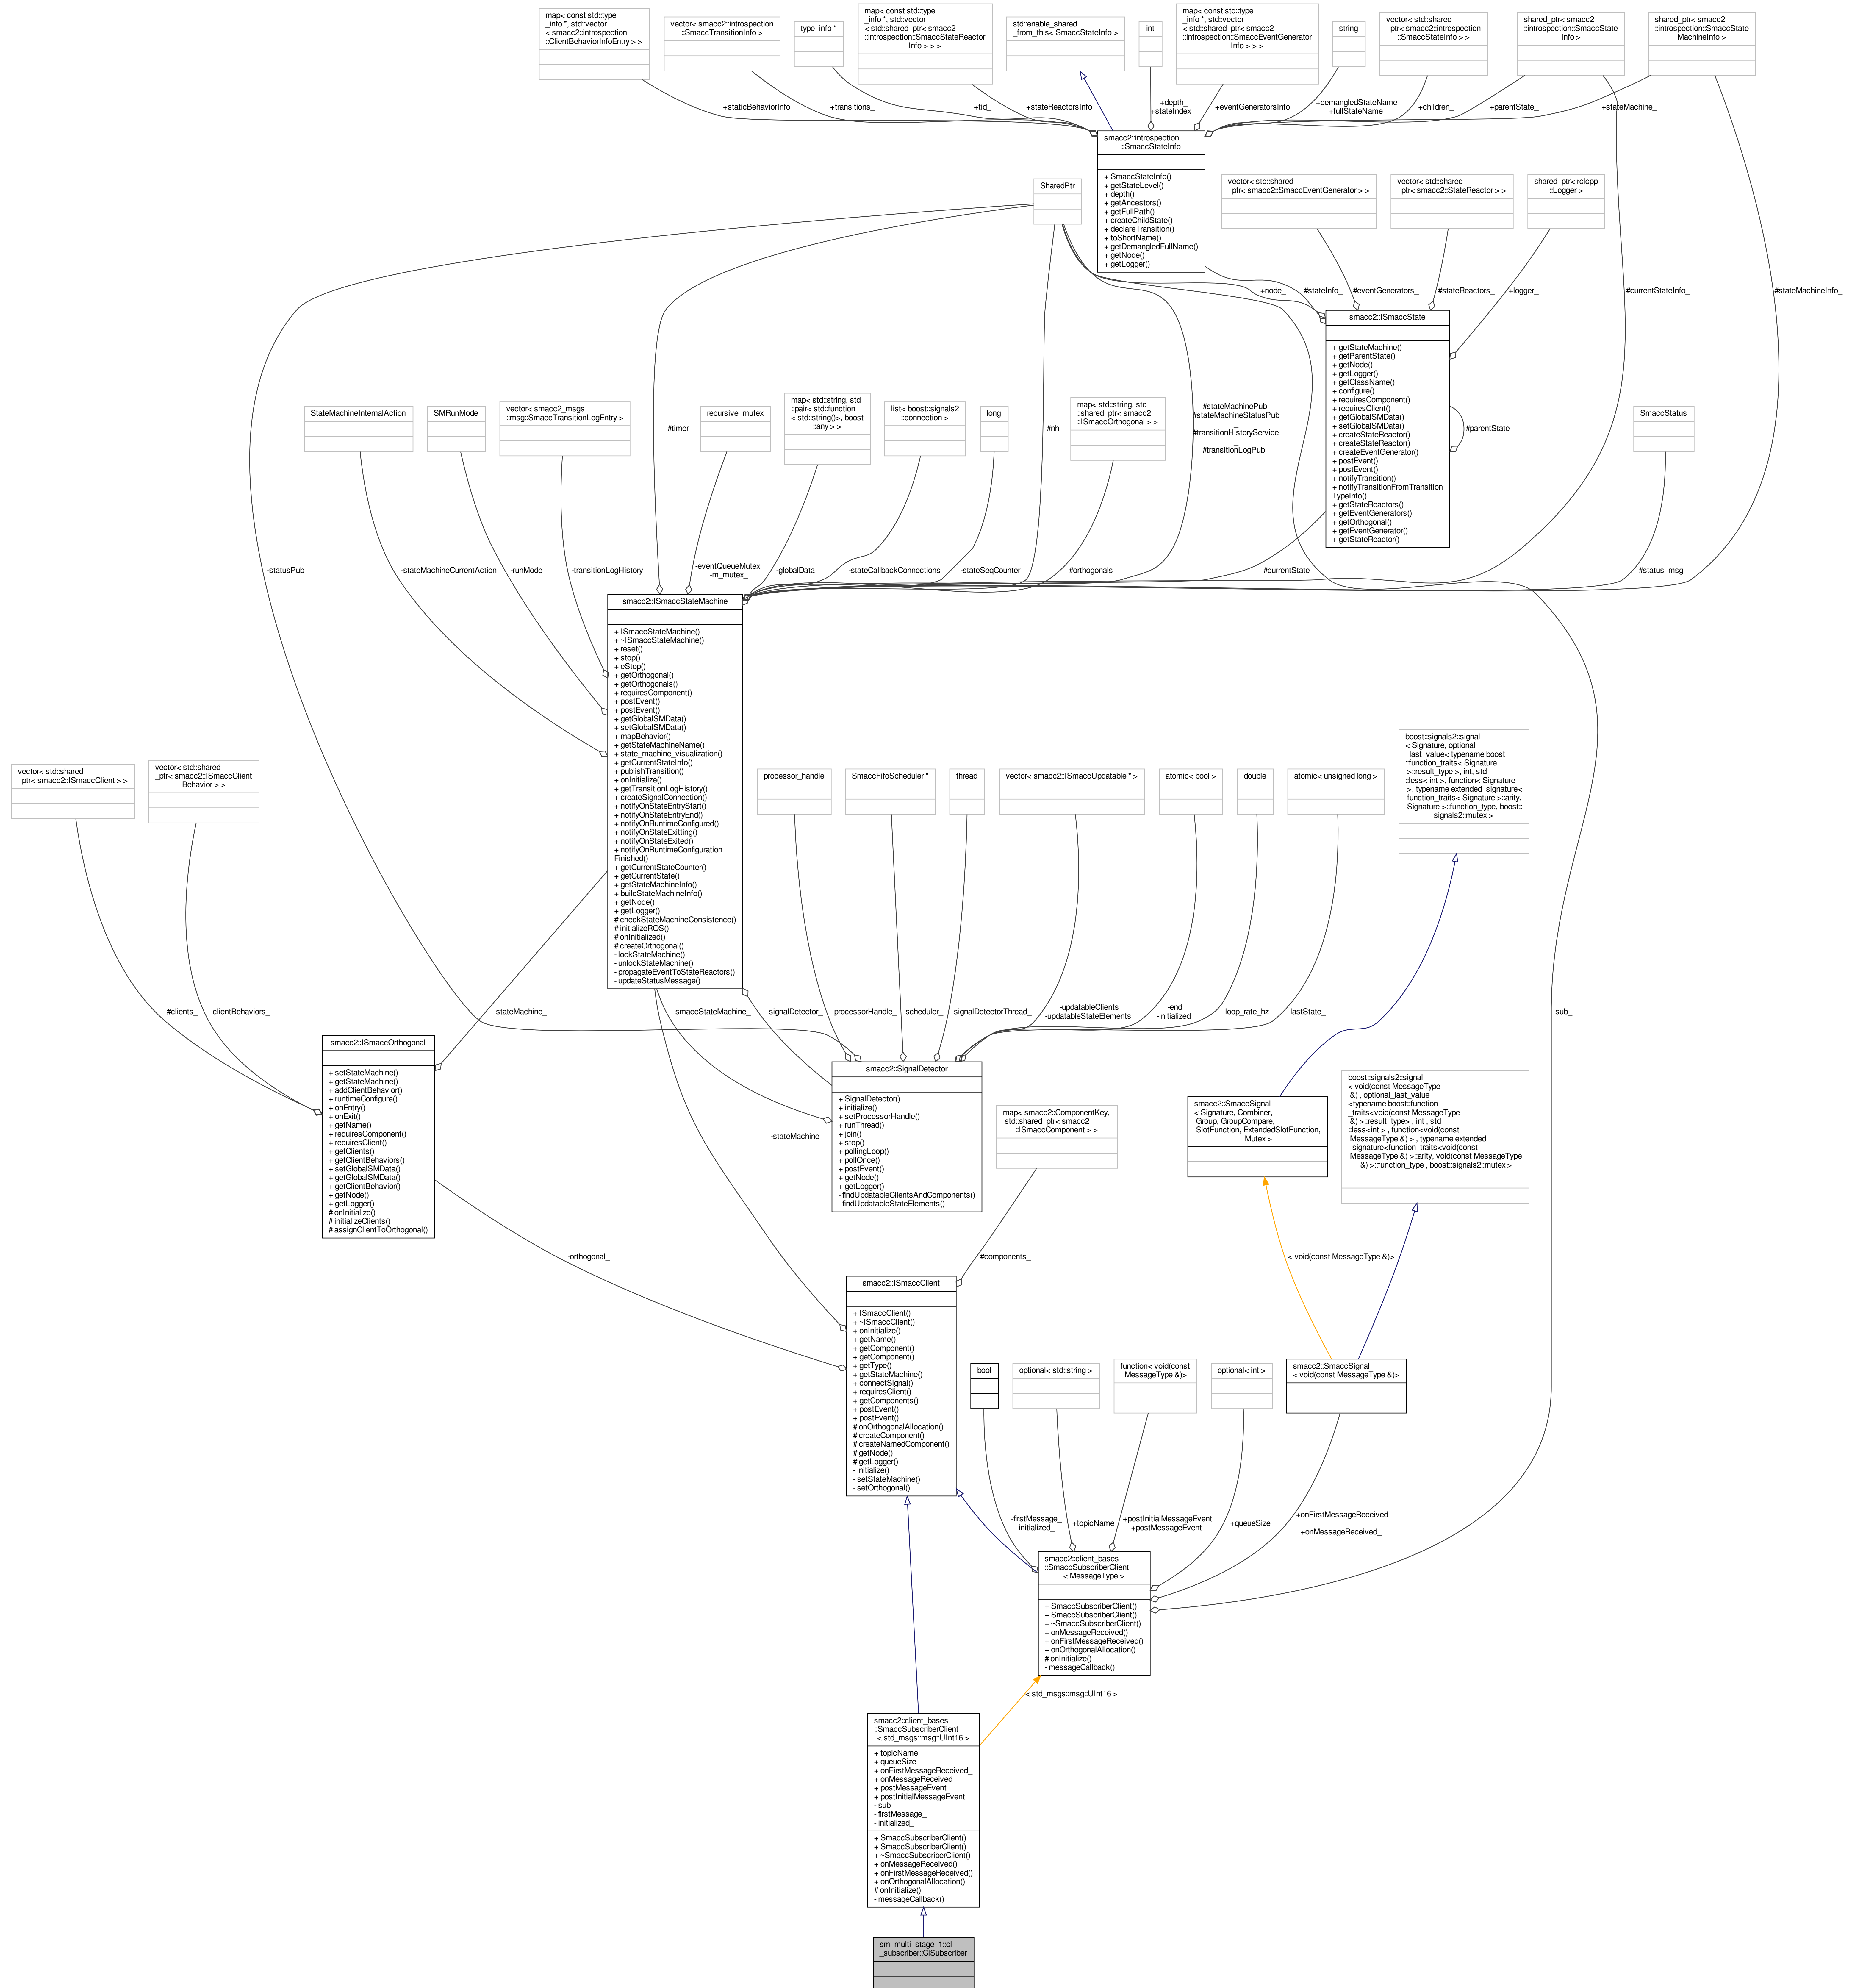 map< const std::type
_info *, std::vector
< smacc2::introspection
::ClientBehaviorInfoEntry > >
vector< smacc2::introspection
::SmaccTransitionInfo >
type_info *
map< const std::type
_info *, std::vector
< std::shared_ptr< smacc2
::introspection::SmaccStateReactor
Info > > >
std::enable_shared
_from_this< SmaccStateInfo >
int
map< const std::type
_info *, std::vector
< std::shared_ptr< smacc2
::introspection::SmaccEventGenerator
Info > > >
string
vector< std::shared
_ptr< smacc2::introspection
::SmaccStateInfo > >
shared_ptr< smacc2
::introspection::SmaccState
Info >
shared_ptr< smacc2
::introspection::SmaccState
MachineInfo >
+staticBehaviorInfo
+transitions_
+tid_
+stateReactorsInfo
+depth_
+stateIndex_
+eventGeneratorsInfo
+demangledStateName
+fullStateName
+children_
+parentState_
+stateMachine_
smacc2::introspection
::SmaccStateInfo
+ SmaccStateInfo()
+ getStateLevel()
+ depth()
+ getAncestors()
+ getFullPath()
+ createChildState()
+ declareTransition()
+ toShortName()
+ getDemangledFullName()
+ getNode()
+ getLogger()
SharedPtr
vector< std::shared
_ptr< smacc2::SmaccEventGenerator > >
vector< std::shared
_ptr< smacc2::StateReactor > >
shared_ptr< rclcpp
::Logger >
+node_
#stateInfo_
#eventGenerators_
#stateReactors_
+logger_
#currentStateInfo_
#stateMachineInfo_
smacc2::ISmaccState
+ getStateMachine()
+ getParentState()
+ getNode()
+ getLogger()
+ getClassName()
+ configure()
+ requiresComponent()
+ requiresClient()
+ getGlobalSMData()
+ setGlobalSMData()
+ createStateReactor()
+ createStateReactor()
+ createEventGenerator()
+ postEvent()
+ postEvent()
+ notifyTransition()
+ notifyTransitionFromTransition
TypeInfo()
+ getStateReactors()
+ getEventGenerators()
+ getOrthogonal()
+ getEventGenerator()
+ getStateReactor()
#parentState_
StateMachineInternalAction
SMRunMode
vector< smacc2_msgs
::msg::SmaccTransitionLogEntry >
recursive_mutex
map< std::string, std
::pair< std::function
< std::string()>, boost
::any > >
list< boost::signals2
::connection >
long
map< std::string, std
::shared_ptr< smacc2
::ISmaccOrthogonal > >
SmaccStatus
#timer_
#nh_
#stateMachinePub_
#stateMachineStatusPub
_
#transitionHistoryService
_
#transitionLogPub_
-statusPub_
-stateMachineCurrentAction
-runMode_
-transitionLogHistory_
-eventQueueMutex_
-m_mutex_
-globalData_
-stateCallbackConnections
-stateSeqCounter_
#orthogonals_
#currentState_
#status_msg_
smacc2::ISmaccStateMachine
+ ISmaccStateMachine()
+ ~ISmaccStateMachine()
+ reset()
+ stop()
+ eStop()
+ getOrthogonal()
+ getOrthogonals()
+ requiresComponent()
+ postEvent()
+ postEvent()
+ getGlobalSMData()
+ setGlobalSMData()
+ mapBehavior()
+ getStateMachineName()
+ state_machine_visualization()
+ getCurrentStateInfo()
+ publishTransition()
+ onInitialize()
+ getTransitionLogHistory()
+ createSignalConnection()
+ notifyOnStateEntryStart()
+ notifyOnStateEntryEnd()
+ notifyOnRuntimeConfigured()
+ notifyOnStateExitting()
+ notifyOnStateExited()
+ notifyOnRuntimeConfiguration
Finished()
+ getCurrentStateCounter()
+ getCurrentState()
+ getStateMachineInfo()
+ buildStateMachineInfo()
+ getNode()
+ getLogger()
# checkStateMachineConsistence()
# initializeROS()
# onInitialized()
# createOrthogonal()
- lockStateMachine()
- unlockStateMachine()
- propagateEventToStateReactors()
- updateStatusMessage()
vector< std::shared
_ptr< smacc2::ISmaccClient > >
vector< std::shared
_ptr< smacc2::ISmaccClient
Behavior > >
processor_handle
SmaccFifoScheduler *
thread
vector< smacc2::ISmaccUpdatable * >
atomic< bool >
double
atomic< unsigned long >
boost::signals2::signal
< Signature, optional
_last_value< typename boost
::function_traits< Signature
>::result_type >, int, std
::less< int >, function< Signature
>, typename extended_signature<
function_traits< Signature >::arity,
Signature >::function_type, boost::
signals2::mutex >
#clients_
-clientBehaviors_
-stateMachine_
-smaccStateMachine_
-signalDetector_
-processorHandle_
-scheduler_
-signalDetectorThread_
-updatableClients_
-updatableStateElements_
-end_
-initialized_
-loop_rate_hz
-lastState_
-sub_
smacc2::ISmaccOrthogonal
+ setStateMachine()
+ getStateMachine()
+ addClientBehavior()
+ runtimeConfigure()
+ onEntry()
+ onExit()
+ getName()
+ requiresComponent()
+ requiresClient()
+ getClients()
+ getClientBehaviors()
+ setGlobalSMData()
+ getGlobalSMData()
+ getClientBehavior()
+ getNode()
+ getLogger()
# onInitialize()
# initializeClients()
# assignClientToOrthogonal()
smacc2::SignalDetector
+ SignalDetector()
+ initialize()
+ setProcessorHandle()
+ runThread()
+ join()
+ stop()
+ pollingLoop()
+ pollOnce()
+ postEvent()
+ getNode()
+ getLogger()
- findUpdatableClientsAndComponents()
- findUpdatableStateElements()
map< smacc2::ComponentKey,
std::shared_ptr< smacc2
::ISmaccComponent > >
smacc2::SmaccSignal
< Signature, Combiner,
Group, GroupCompare,
SlotFunction, ExtendedSlotFunction,
Mutex >
boost::signals2::signal
< void(const MessageType
&) , optional_last_value
<typename boost::function
_traits<void(const MessageType
&) >::result_type> , int , std
::less<int > , function<void(const
MessageType &) > , typename extended
_signature<function_traits<void(const
MessageType &) >::arity, void(const MessageType
&) >::function_type , boost::signals2::mutex >
-stateMachine_
-orthogonal_
#components_
< void(const MessageType &)>
smacc2::ISmaccClient
+ ISmaccClient()
+ ~ISmaccClient()
+ onInitialize()
+ getName()
+ getComponent()
+ getComponent()
+ getType()
+ getStateMachine()
+ connectSignal()
+ requiresClient()
+ getComponents()
+ postEvent()
+ postEvent()
# onOrthogonalAllocation()
# createComponent()
# createNamedComponent()
# getNode()
# getLogger()
- initialize()
- setStateMachine()
- setOrthogonal()
bool
optional< std::string >
function< void(const
MessageType &)>
optional< int >
smacc2::SmaccSignal
< void(const MessageType &)>
-firstMessage_
-initialized_
+topicName
+postInitialMessageEvent
+postMessageEvent
+queueSize
+onFirstMessageReceived
_
+onMessageReceived_
smacc2::client_bases
::SmaccSubscriberClient
< MessageType >
+ SmaccSubscriberClient()
+ SmaccSubscriberClient()
+ ~SmaccSubscriberClient()
+ onMessageReceived()
+ onFirstMessageReceived()
+ onOrthogonalAllocation()
# onInitialize()
- messageCallback()
< std_msgs::msg::UInt16 >
smacc2::client_bases
::SmaccSubscriberClient
< std_msgs::msg::UInt16 >
+ topicName
+ queueSize
+ onFirstMessageReceived_
+ onMessageReceived_
+ postMessageEvent
+ postInitialMessageEvent
- sub_
- firstMessage_
- initialized_
+ SmaccSubscriberClient()
+ SmaccSubscriberClient()
+ ~SmaccSubscriberClient()
+ onMessageReceived()
+ onFirstMessageReceived()
+ onOrthogonalAllocation()
# onInitialize()
- messageCallback()
sm_multi_stage_1::cl
_subscriber::ClSubscriber